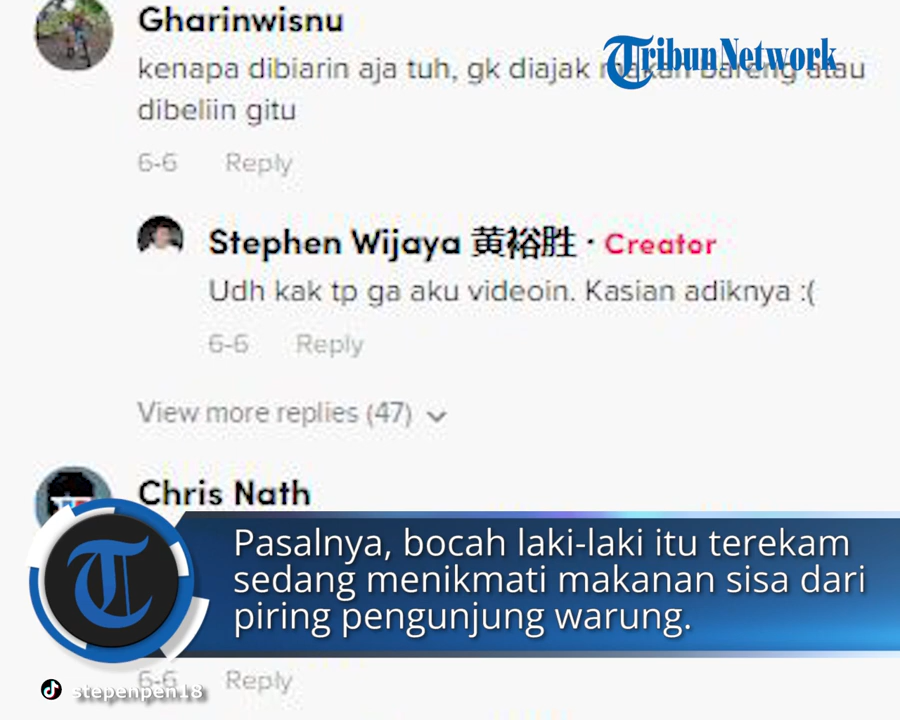 Gharinwisnu
TribunNetwork
kenapa dibiarin aja tuh, gk diajak makan bareng atau
dibeliin gitu
6-6 Reply
Stephen Wijaya 黄裕胜 · Creator
Udh kak tp ga aku videoin. Kasian adiknya :(
6-6 Reply
View more replies (47)
Chris Nath
T
Pasalnya, bocah laki-laki itu terekam
sedang menikmati makanan sisa dari
piring pengunjung warung.
6-6 Reply
stepenpen18